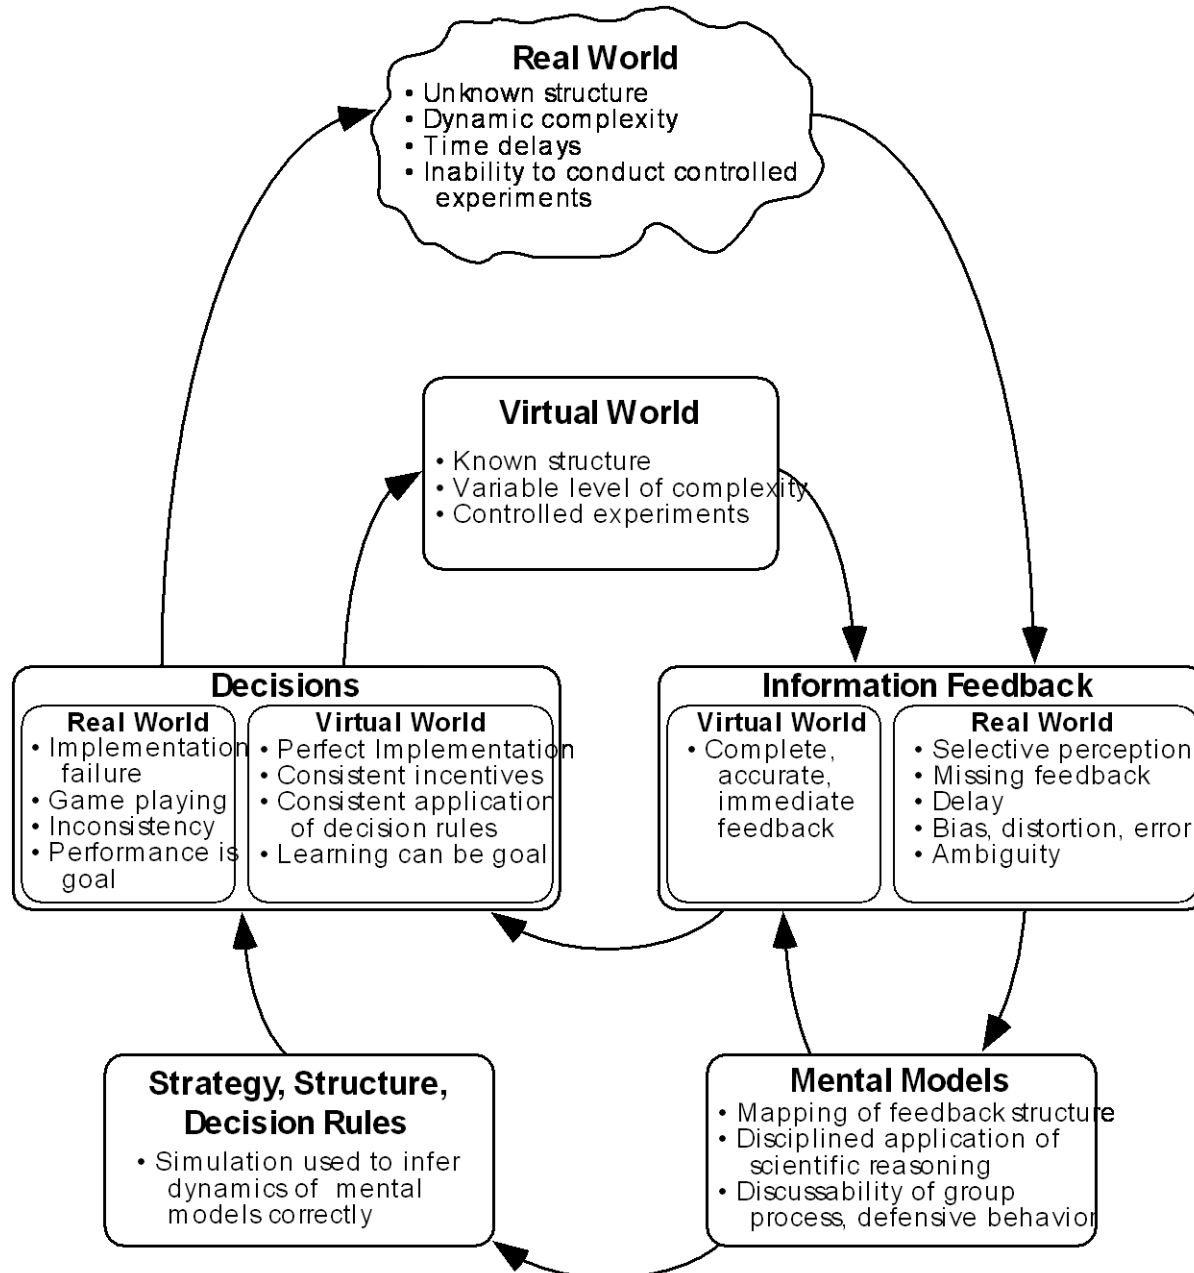 Real World
• Unknown structure
• Dynamic complexity
• Time delays
• Inability to conduct controlled
experiments
Virtual World
• Known structure
• Variable level of complexity
• Controlled experiments
Decisions
Real World
• Implementation
failure
• Game playing
• Inconsistency
• Performance is
goal
Virtual World
• Perfect Implementation
• Consistent incentives
• Consistent application
of decision rules
• Learning can be goal
Information Feedback
Virtual World
• Complete,
accurate,
immediate
feedback
Real World
• Selective perception
• Missing feedback
• Delay
• Bias, distortion, error
• Ambiguity
Strategy, Structure,
Decision Rules
• Simulation used to infer
dynamics of mental
models correctly
Mental Models
• Mapping of feedback structure
• Disciplined application of
scientific reasoning
• Discussability of group
process, defensive behavior